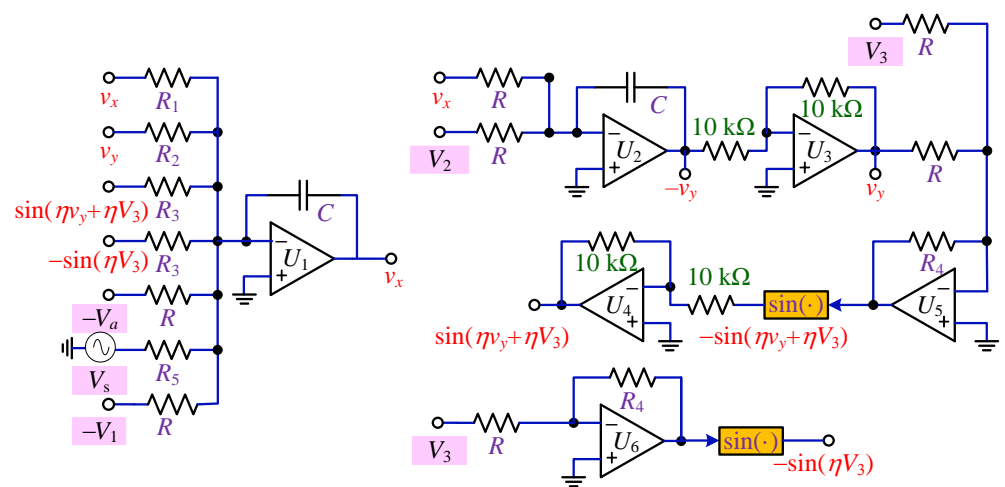 v_x
R_1
v_y
R_2
sin(ηv_y+ηV_3)
R_3
−sin(ηV_3)
R_3
−V_a
R
V_s
R_5
−V_1
R
C
−
+
U_1
v_x
V_3
R
v_x
R
V_2
R
C
−
+
U_2
−v_y
10 kΩ
10 kΩ
−
+
U_3
v_y
R
R_4
−
+
U_5
sin(·)
−sin(ηv_y+ηV_3)
10 kΩ
10 kΩ
−
+
U_4
sin(ηv_y+ηV_3)
V_3
R
R_4
−
+
U_6
sin(·)
−sin(ηV_3)